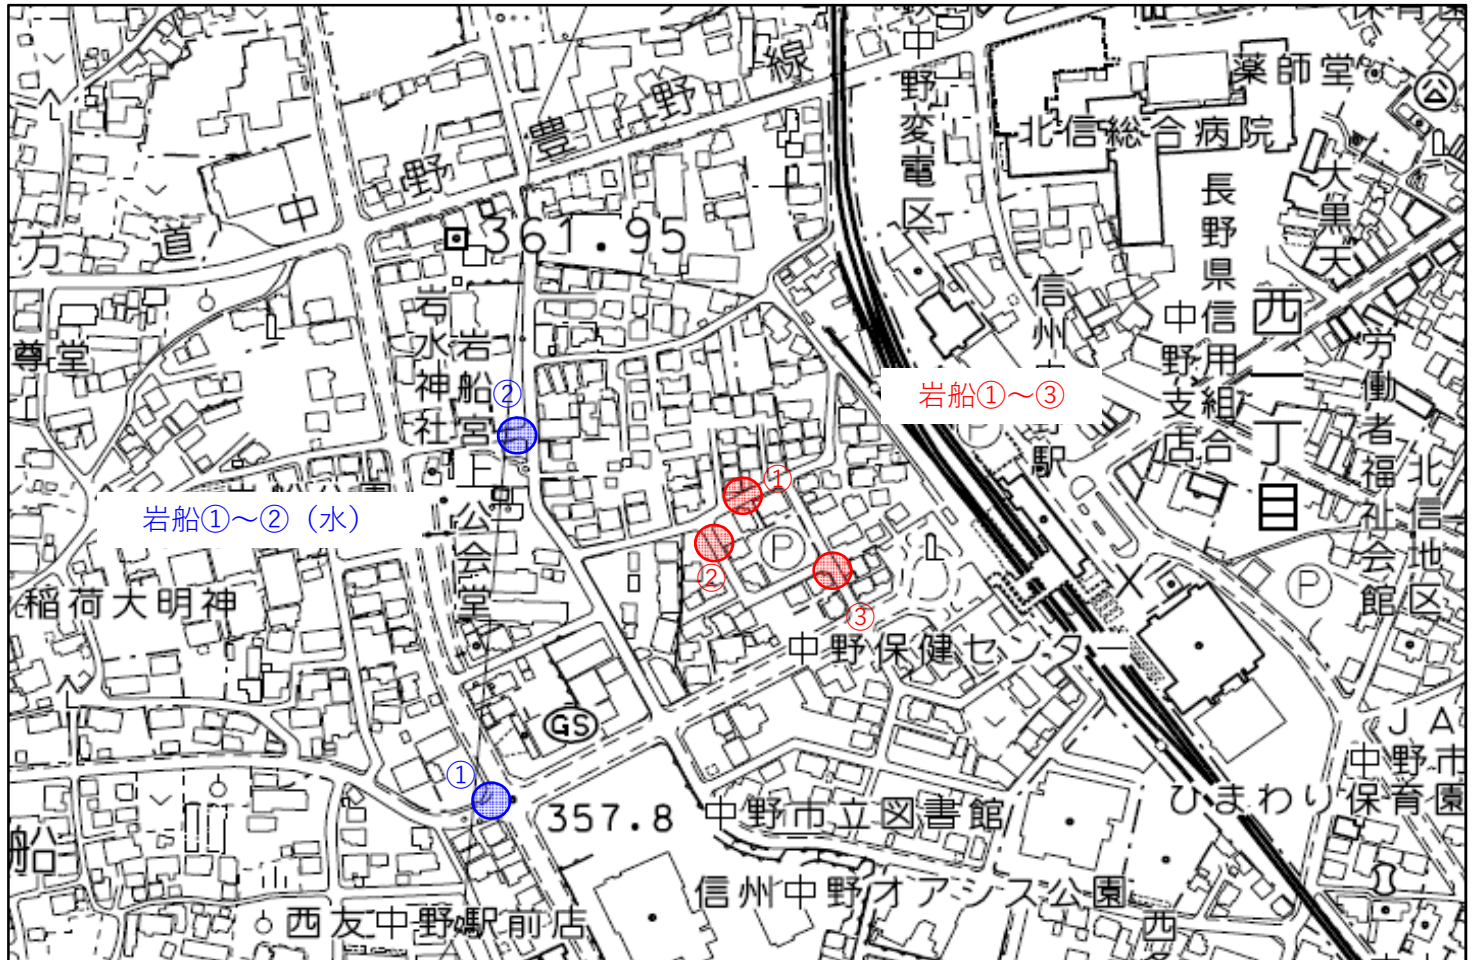 線
野
豊
野
中
首
方
361.95
岩水神社
岩船宮
上公会堂
尊堂
稲荷大明神
船
西友中野駅前店
中野変電区
薬師堂
公
北信総合病院
大黒天
長野県信用組合
中野支店
西一丁目
労働者福祉会館
北信地区
信州中野駅
岩船①～③
①
②
③
P
P
P
②
岩船①～②（水）
①
GS
中野保健センター
357.8
中野市立図書館
信州中野オアシス公園
ひまわり保育園
JA
中野市
西